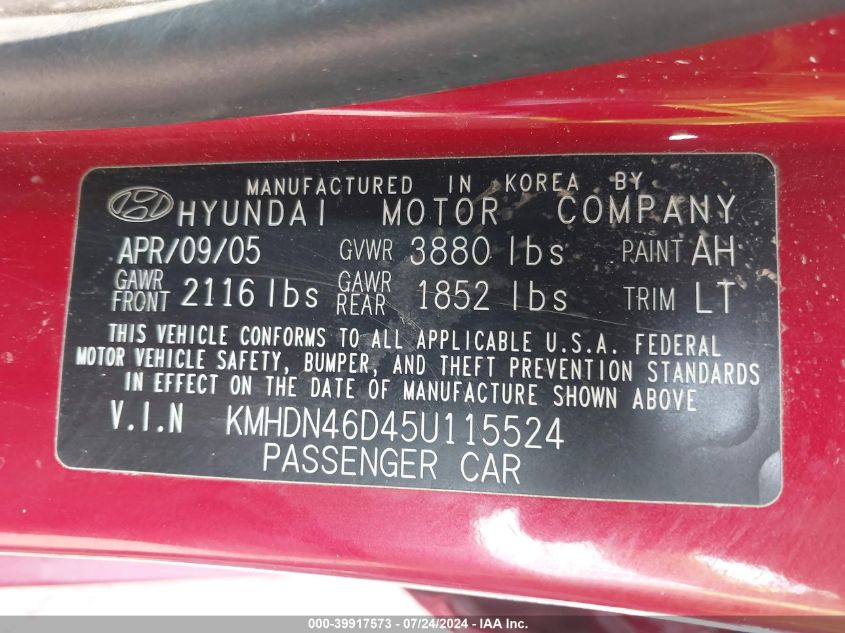 MANUFACTURED IN KOREA BY
HYUNDAI MOTOR COMPANY
APR/09/05 GVWR 3880 lbs PAINT AH
GAWR FRONT 2116 lbs GAWR REAR 1852 lbs TRIM LT
THIS VEHICLE CONFORMS TO ALL APPLICABLE U.S.A. FEDERAL
MOTOR VEHICLE SAFETY, BUMPER, AND THEFT PREVENTION STANDARDS
IN EFFECT ON THE DATE OF MANUFACTURE SHOWN ABOVE
V.I.N KMHDN46D45U115524
PASSENGER CAR
000-39917573 - 07/24/2024 - IAA Inc.